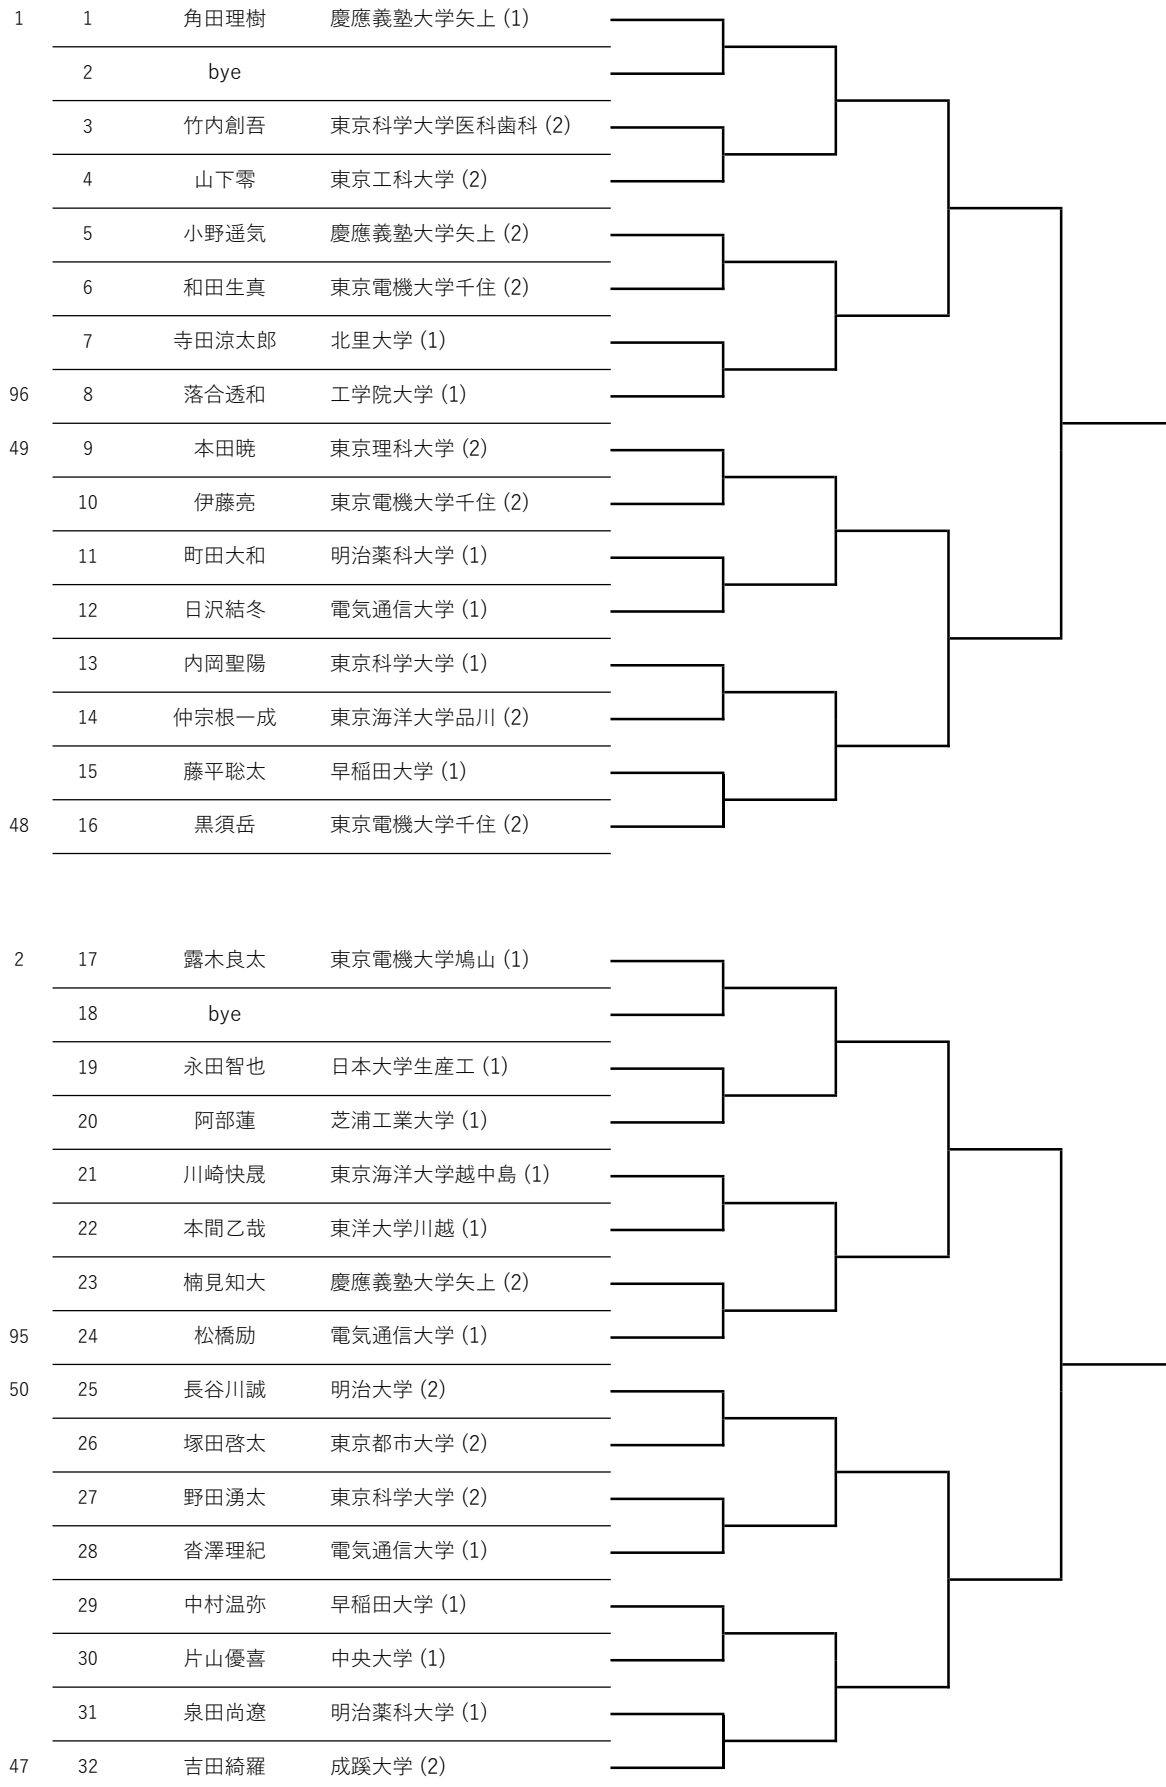 1 1 角田理樹 慶應義塾大学矢上 (1)
2 bye
3 竹内創吾 東京科学大学医科歯科 (2)
4 山下零 東京工科大学 (2)
5 小野遥気 慶應義塾大学矢上 (2)
6 和田生真 東京電機大学千住 (2)
7 寺田涼太郎 北里大学 (1)
96 8 落合透和 工学院大学 (1)
49 9 本田暁 東京理科大学 (2)
10 伊藤亮 東京電機大学千住 (2)
11 町田大和 明治薬科大学 (1)
12 日沢結冬 電気通信大学 (1)
13 内岡聖陽 東京科学大学 (1)
14 仲宗根一成 東京海洋大学品川 (2)
15 藤平聡太 早稲田大学 (1)
48 16 黒須岳 東京電機大学千住 (2)
2 17 露木良太 東京電機大学鳩山 (1)
18 bye
19 永田智也 日本大学生産工 (1)
20 阿部蓮 芝浦工業大学 (1)
21 川崎快晟 東京海洋大学越中島 (1)
22 本間乙哉 東洋大学川越 (1)
23 楠見知大 慶應義塾大学矢上 (2)
95 24 松橋励 電気通信大学 (1)
50 25 長谷川誠 明治大学 (2)
26 塚田啓太 東京都市大学 (2)
27 野田湧太 東京科学大学 (2)
28 沓澤理紀 電気通信大学 (1)
29 中村温弥 早稲田大学 (1)
30 片山優喜 中央大学 (1)
31 泉田尚遼 明治薬科大学 (1)
47 32 吉田綺羅 成蹊大学 (2)